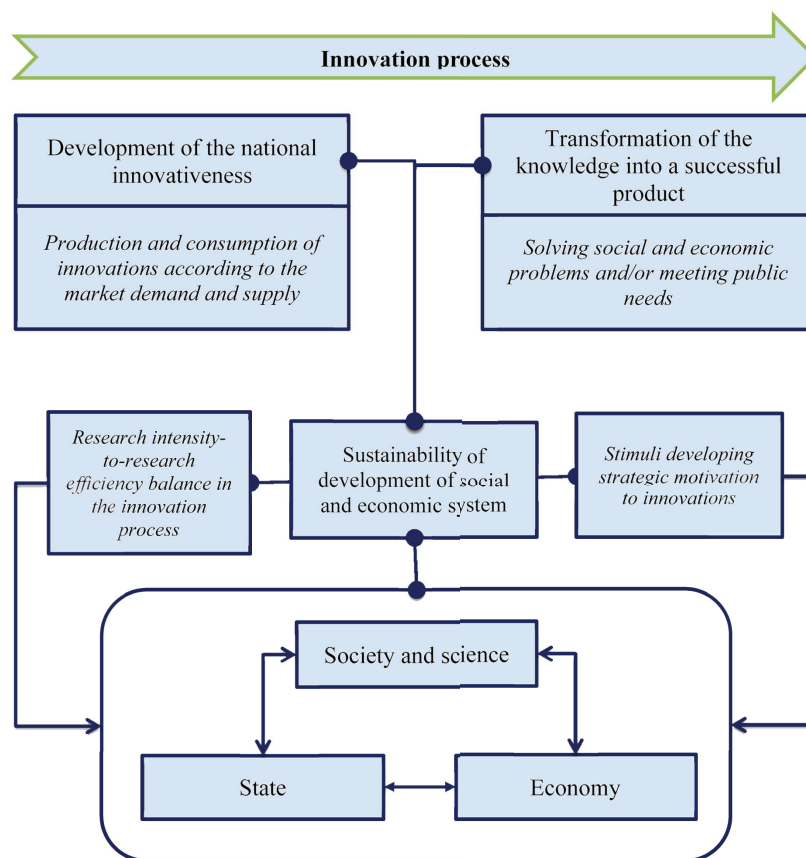 Innovation process
Development of the national
innovativeness
Production and consumption of
innovations according to the
market demand and supply
Transformation of the
knowledge into a successful
product
Solving social and economic
problems and/or meeting public
needs
Research intensity-
to-research
efficiency balance in
the innovation
process
Sustainability of
development of social
and economic system
Stimuli developing
strategic motivation
to innovations
Society and science
State
Economy